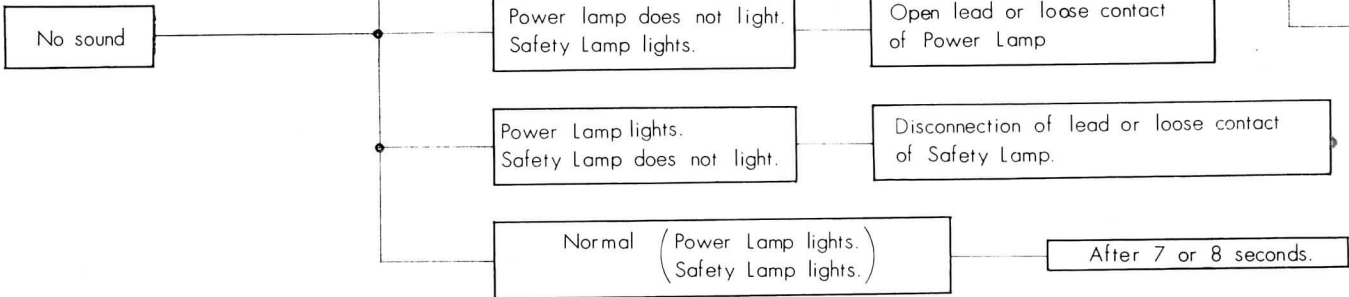 No sound
Power lamp does not light.
Safety Lamp lights.
Open lead or loose contact
of Power Lamp
Power Lamp lights.
Safety Lamp does not light.
Disconnection of lead or loose contact
of Safety Lamp.
Normal (Power Lamp lights.
Safety Lamp lights.)
After 7 or 8 seconds.